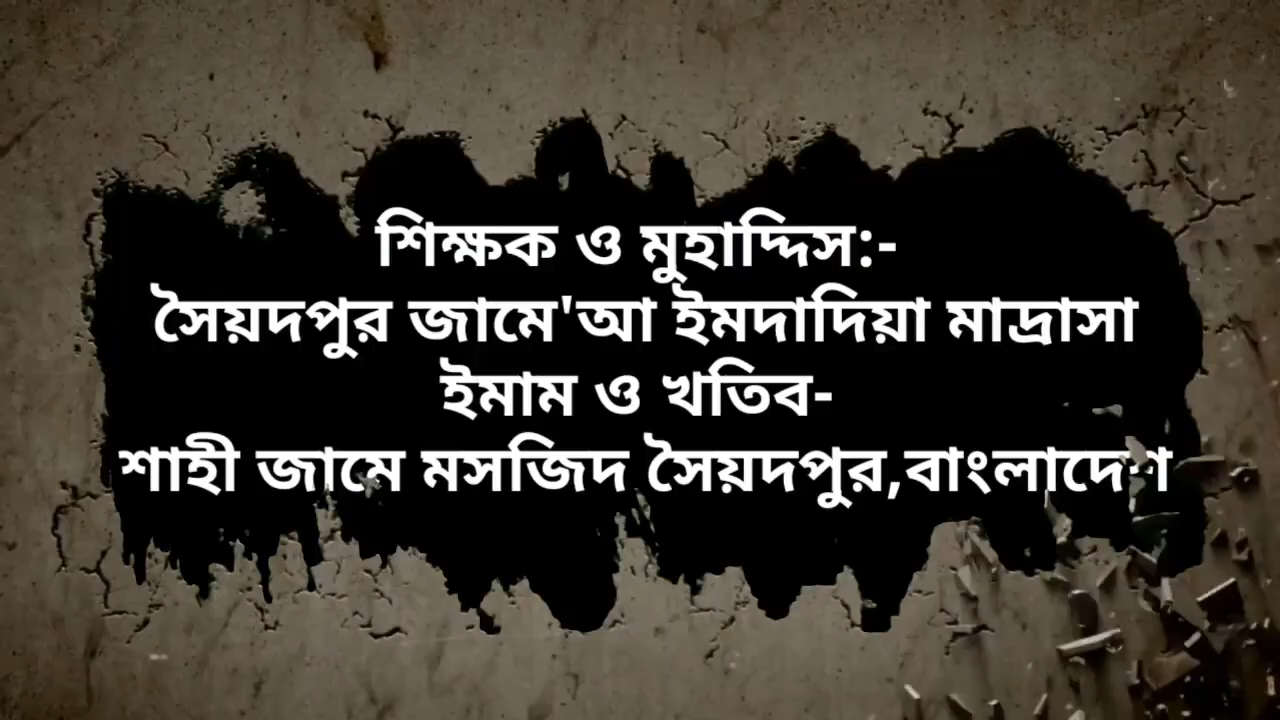 শিক্ষক ও মুহাদ্দিস:-
সৈয়দপুর জামে'আ ইমদাদিয়া মাদ্রাসা
ইমাম ও খতিব-
শাহী জামে মসজিদ সৈয়দপুর,বাংলাদেশ